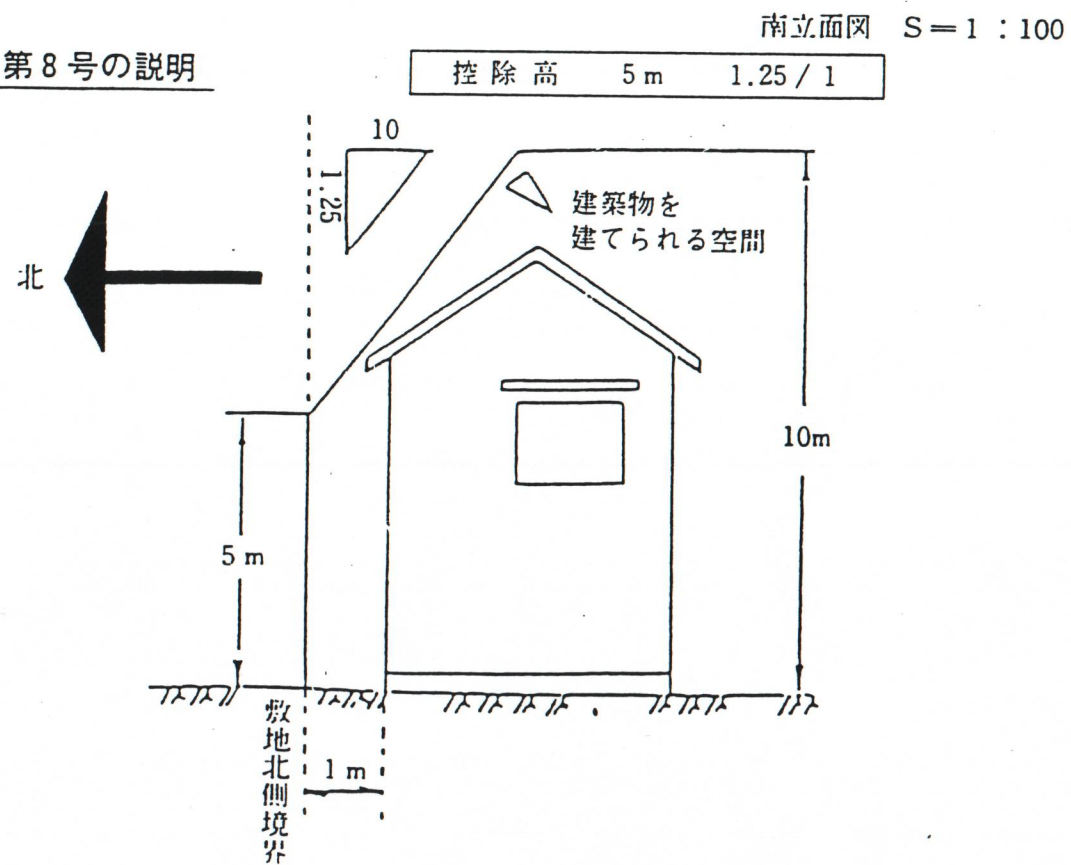 南立面図 S=1:100
第8号の説明
控除高 5m 1.25/1
10
1.25
建築物を
建てられる空間
北
10m
5m
敷地北側境界
1m